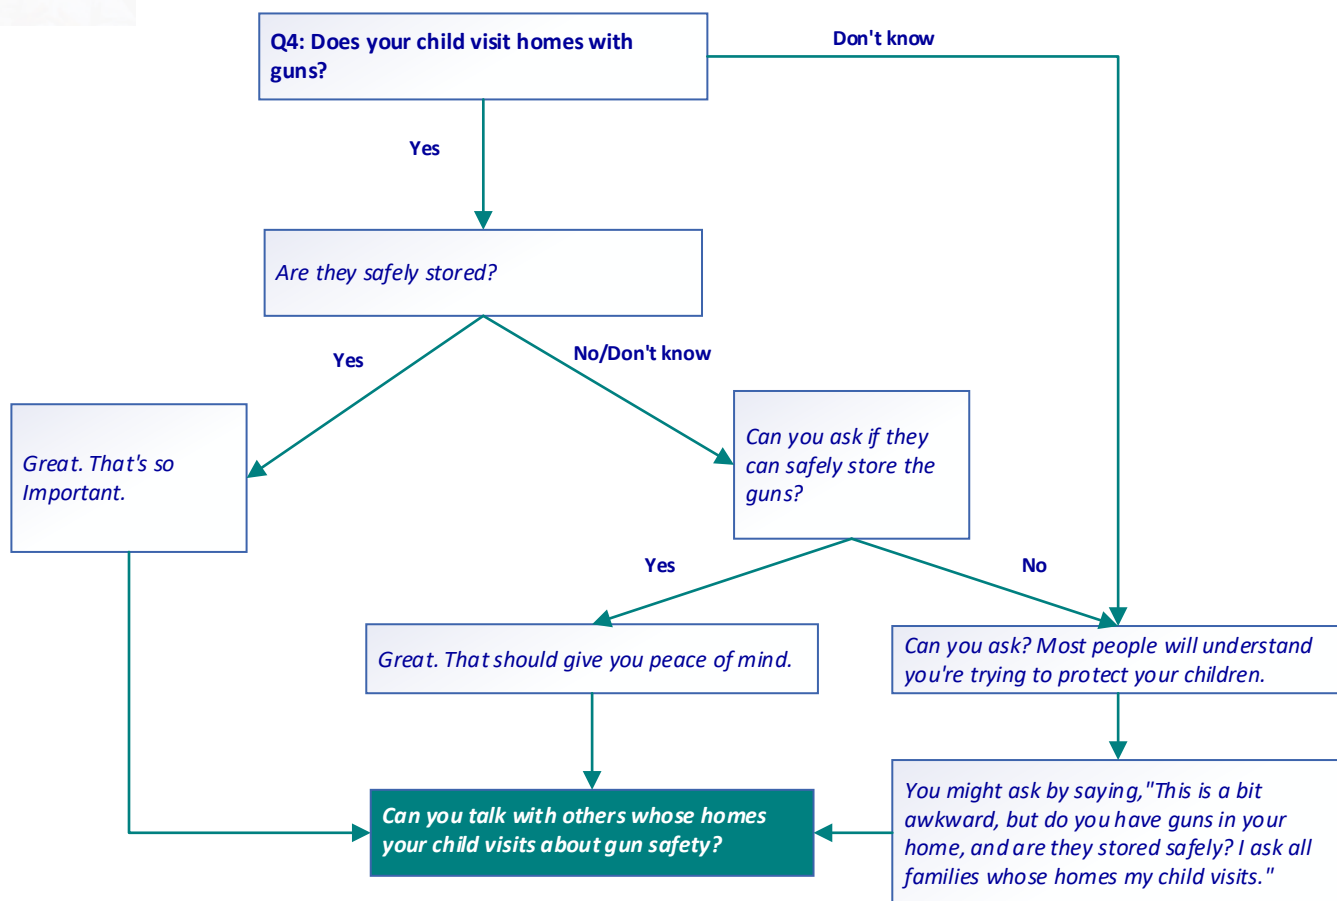 Q4: Does your child visit homes with
guns?
Don't know
Yes
Are they safely stored?
Yes
No/Don't know
Great. That's so
Important.
Can you ask if they
can safely store the
guns?
Yes
No
Great. That should give you peace of mind.
Can you ask? Most people will understand
you're trying to protect your children.
Can you talk with others whose homes
your child visits about gun safety?
You might ask by saying,"This is a bit
awkward, but do you have guns in your
home, and are they stored safely? I ask all
families whose homes my child visits."